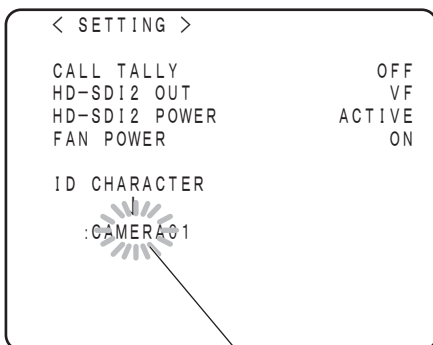 < SETTING >
CALL TALLY OFF
HD-SDI2 OUT VF
HD-SDI2 POWER ACTIVE
FAN POWER ON
ID CHARACTER
:CAMERA01